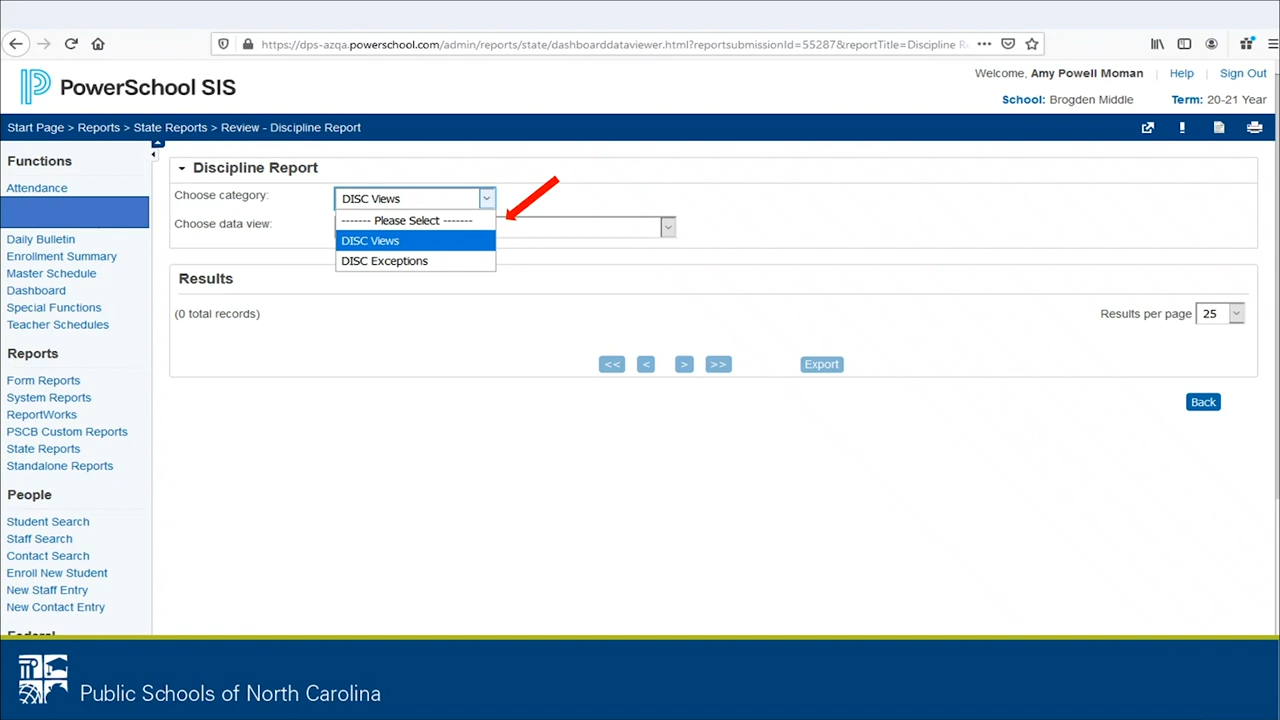 https://dps-azqa.powerschool.com/admin/reports/state/dashboarddataviewer.html?reportsubmissionId=55287&reportTitle=Discipline R
PowerSchool SIS
Welcome, Amy Powell Moman | Help | Sign Out
School: Brogden Middle Term: 20-21 Year
Start Page > Reports > State Reports > Review - Discipline Report
Functions
Attendance
Daily Bulletin
Enrollment Summary
Master Schedule
Dashboard
Special Functions
Teacher Schedules
Reports
Form Reports
System Reports
ReportWorks
PSCB Custom Reports
State Reports
Standalone Reports
People
Student Search
Staff Search
Contact Search
Enroll New Student
New Staff Entry
New Contact Entry
Federal
Discipline Report
Choose category: DISC Views
------- Please Select -------
DISC Views
DISC Exceptions
Choose data view:
Results
(0 total records)
Results per page 25
<< < > >> Export
Back
Public Schools of North Carolina